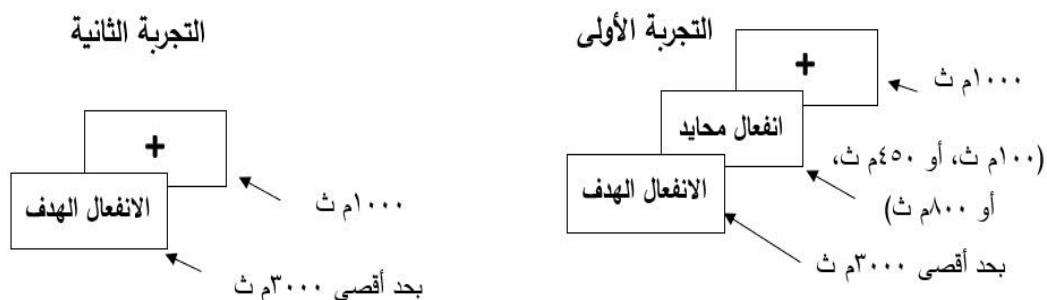 التجربة الأولى
+
١٠٠٠م ث
انفعال محايد
(١٠٠م ث، أو ٤٥٠م ث،
أو ٨٠٠م ث)
الانفعال الهدف
بحد أقصى ٣٠٠٠م ث
التجربة الثانية
+
١٠٠٠م ث
الانفعال الهدف
بحد أقصى ٣٠٠٠م ث